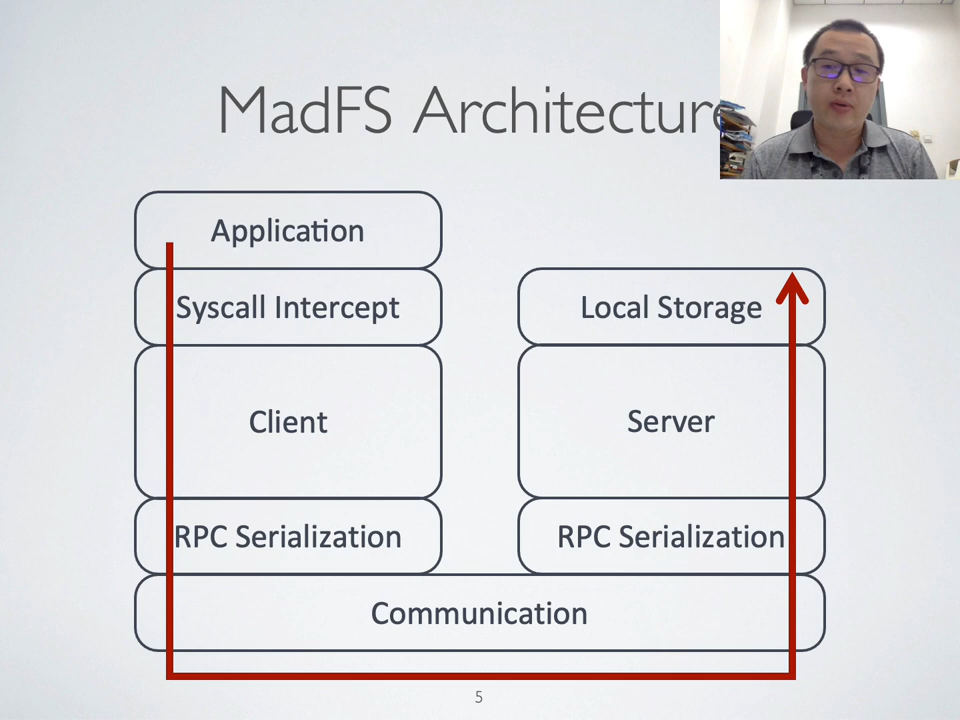 MadFS Architecture
Application
Syscall Intercept
Local Storage
Client
Server
RPC Serialization
RPC Serialization
Communication
5